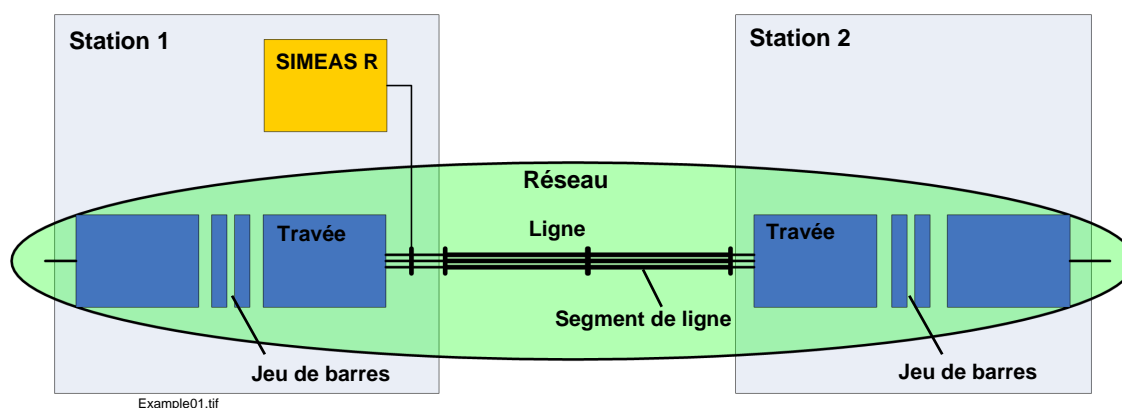 Station 1
Station 2
SIMEAS R
Réseau
Travée
Ligne
Travée
Segment de ligne
Jeu de barres
Jeu de barres
Example01.tif